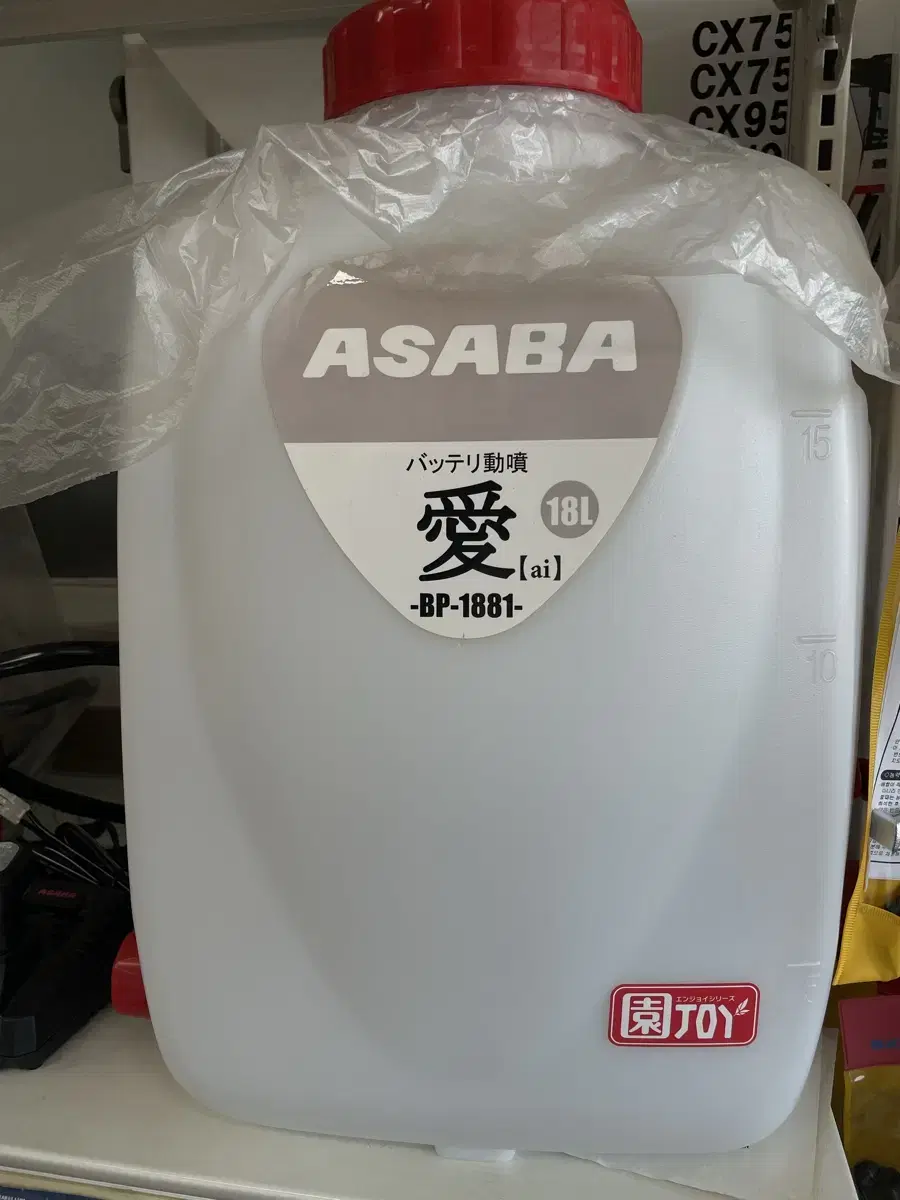 CX75
CX75
CX95
ASABA
バッテリ動噴
愛
18L
【ai】
-BP-1881-
15
10
ASABA
エンジョイシリーズ
園JOY